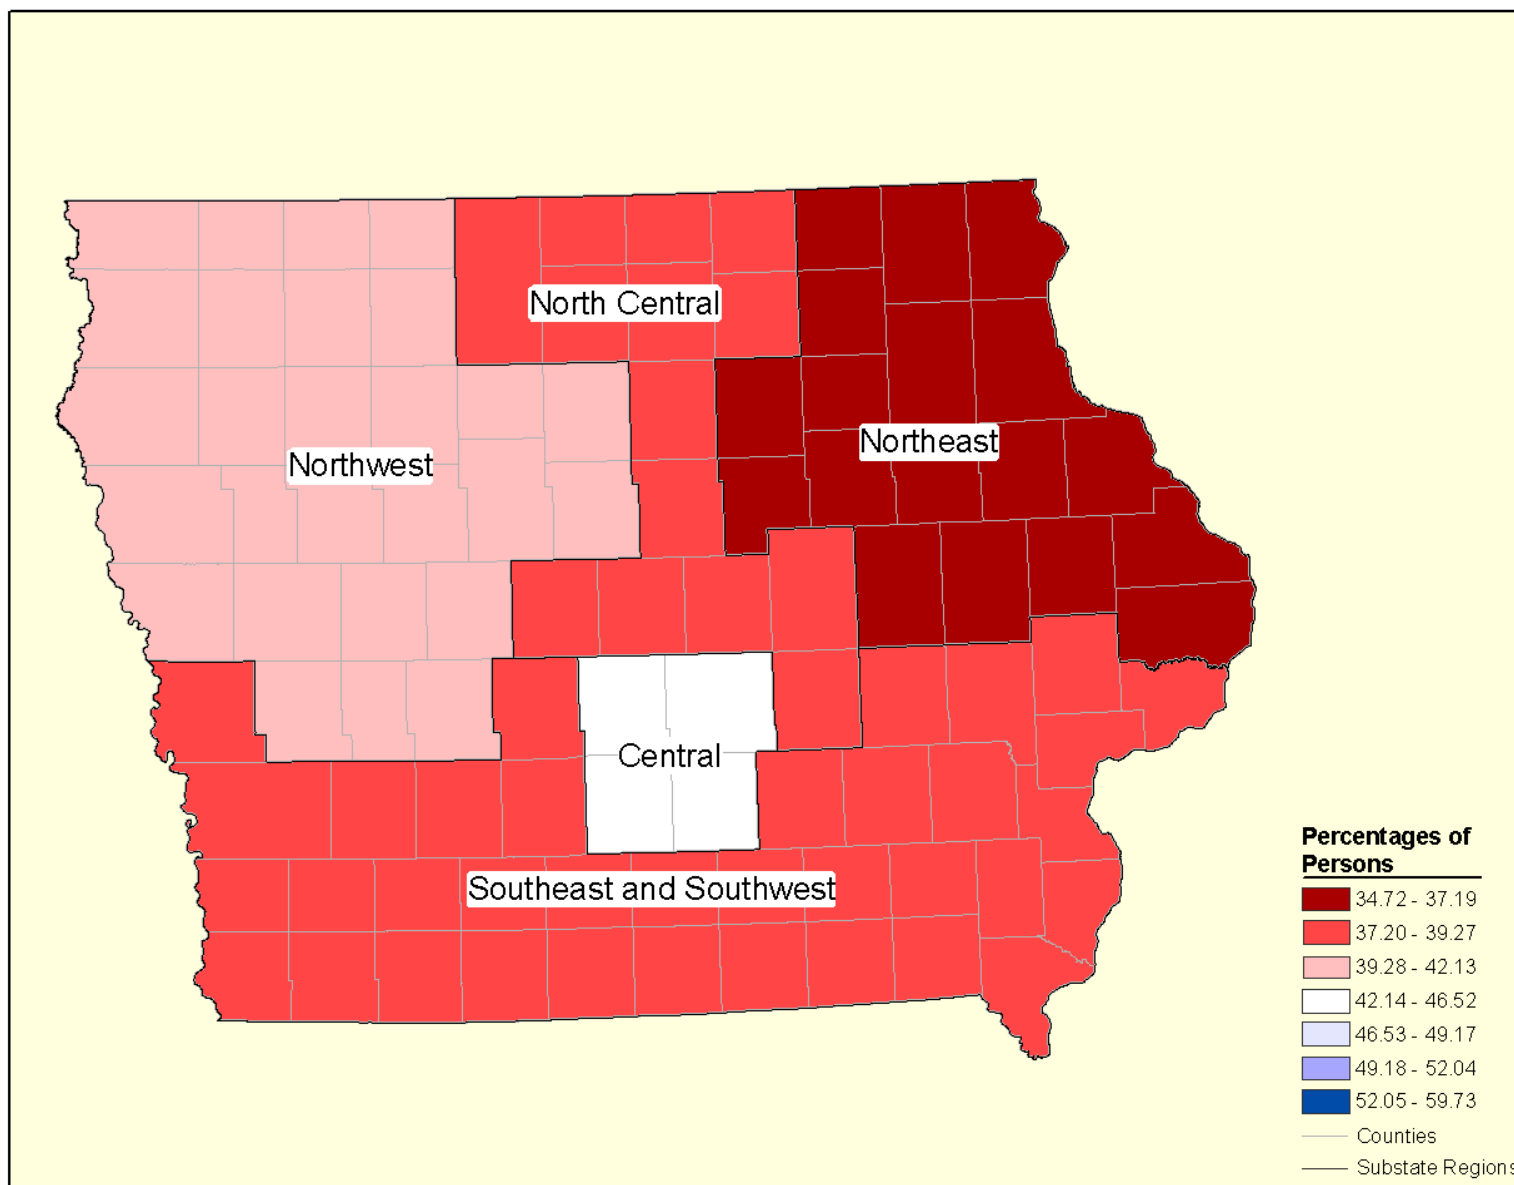 North Central
Northeast
Northwest
Central
Southeast and Southwest
Percentages of
Persons
34.72 - 37.19
37.20 - 39.27
39.28 - 42.13
42.14 - 46.52
46.53 - 49.17
49.18 - 52.04
52.05 - 59.73
Counties
Substate Regions